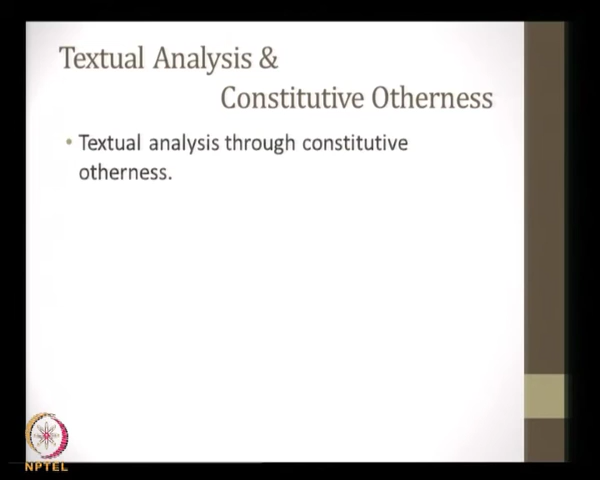 Textual Analysis &
Constitutive Otherness
• Textual analysis through constitutive
otherness.
NPTEL